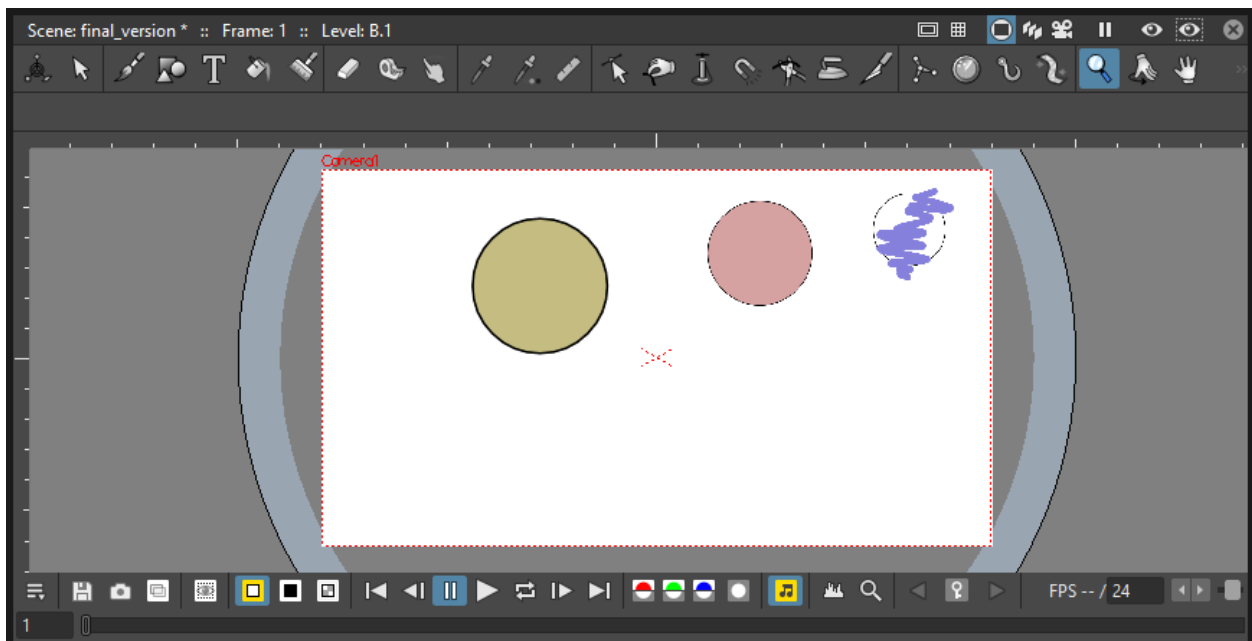 Scene: final_version * :: Frame: 1 :: Level: B.1
Camera1
FPS -- / 24
1